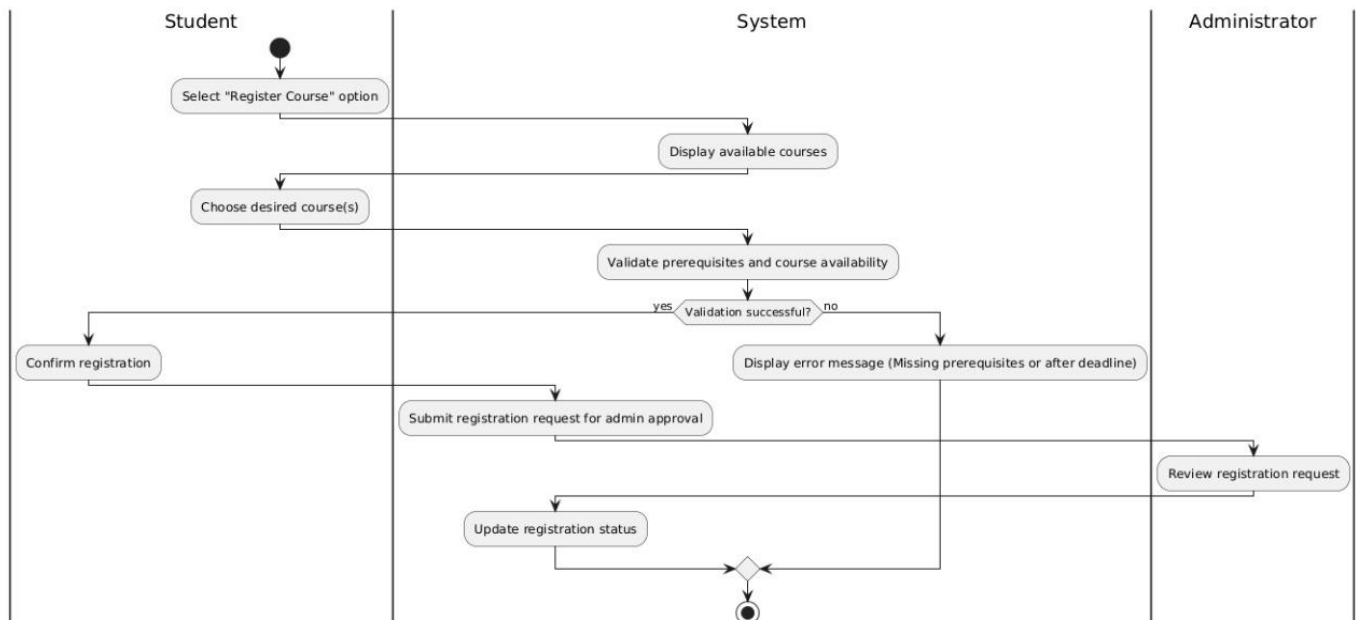 Student
System
Administrator
Select "Register Course" option
Display available courses
Choose desired course(s)
Validate prerequisites and course availability
yes
Validation successful?
no
Confirm registration
Display error message (Missing prerequisites or after deadline)
Submit registration request for admin approval
Review registration request
Update registration status